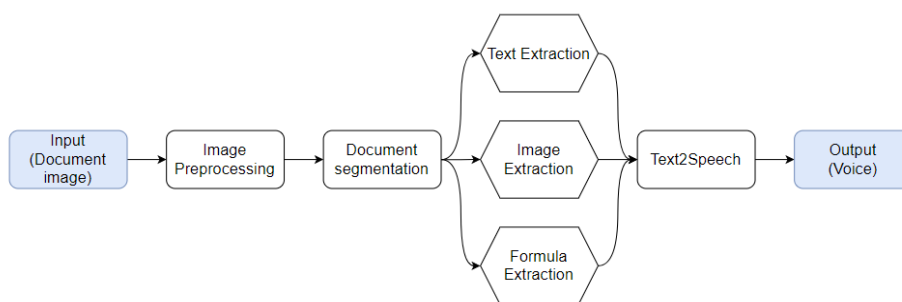 Input
(Document
image)
Image
Preprocessing
Document
segmentation
Text Extraction
Image
Extraction
Formula
Extraction
Text2Speech
Output
(Voice)